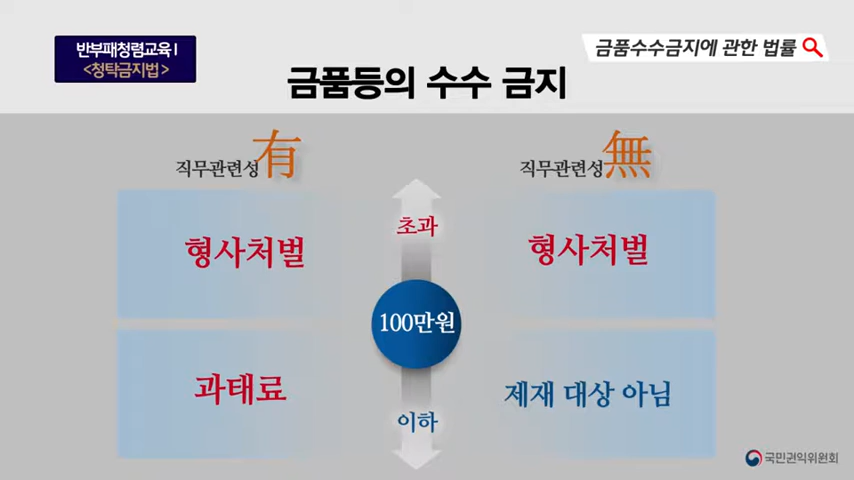 반부패청렴교육 I
<청탁금지법>
금품수수금지에 관한 법률
금품등의 수수 금지
직무관련성 有
직무관련성 無
초과
형사처벌
형사처벌
100만원
과태료
제재 대상 아님
이하
국민권익위원회